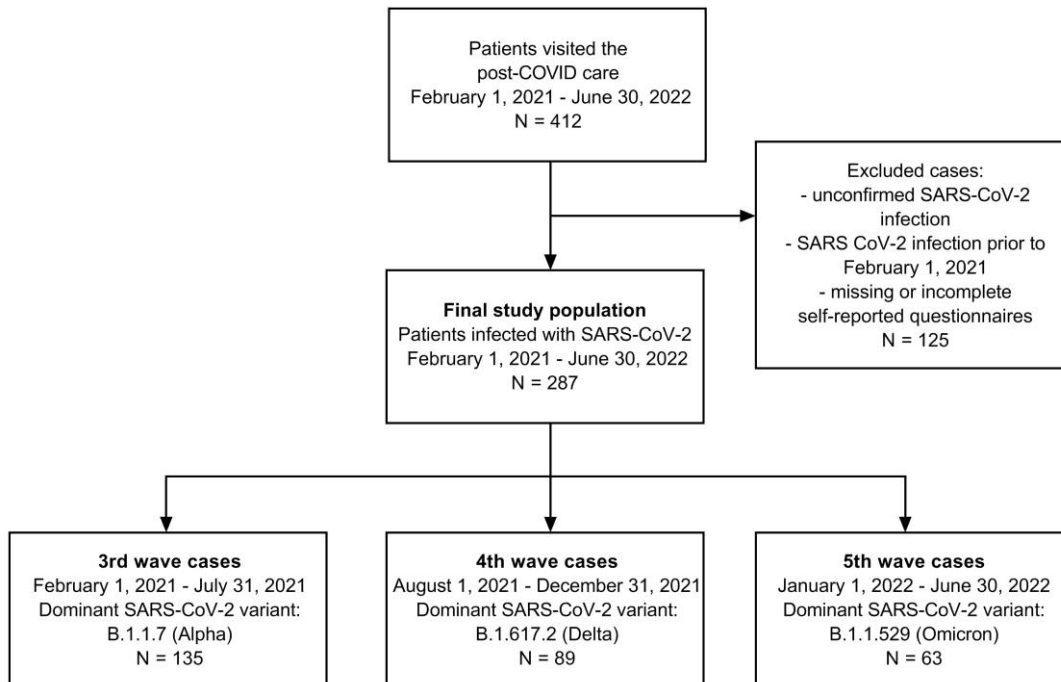 Patients visited the
post-COVID care
February 1, 2021 - June 30, 2022
N = 412
Excluded cases:
- unconfirmed SARS-CoV-2
infection
- SARS CoV-2 infection prior to
February 1, 2021
- missing or incomplete
self-reported questionnaires
N = 125
Final study population
Patients infected with SARS-CoV-2
February 1, 2021 - June 30, 2022
N = 287
3rd wave cases
February 1, 2021 - July 31, 2021
Dominant SARS-CoV-2 variant:
B.1.1.7 (Alpha)
N = 135
4th wave cases
August 1, 2021 - December 31, 2021
Dominant SARS-CoV-2 variant:
B.1.617.2 (Delta)
N = 89
5th wave cases
January 1, 2022 - June 30, 2022
Dominant SARS-CoV-2 variant:
B.1.1.529 (Omicron)
N = 63